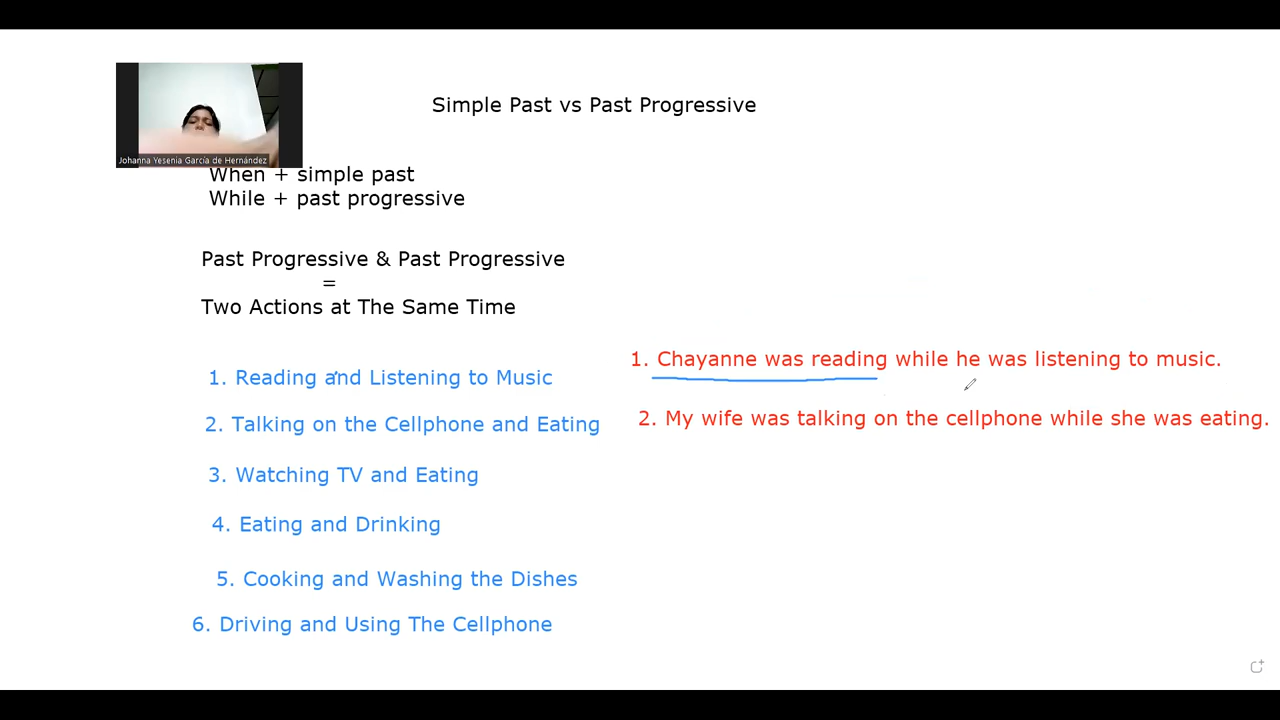 Simple Past vs Past Progressive
Johanna Yesenia García de Hernández
When + simple past
While + past progressive
Past Progressive & Past Progressive
=
Two Actions at The Same Time
1. Reading and Listening to Music
2. Talking on the Cellphone and Eating
3. Watching TV and Eating
4. Eating and Drinking
5. Cooking and Washing the Dishes
6. Driving and Using The Cellphone
1. Chayanne was reading while he was listening to music.
2. My wife was talking on the cellphone while she was eating.